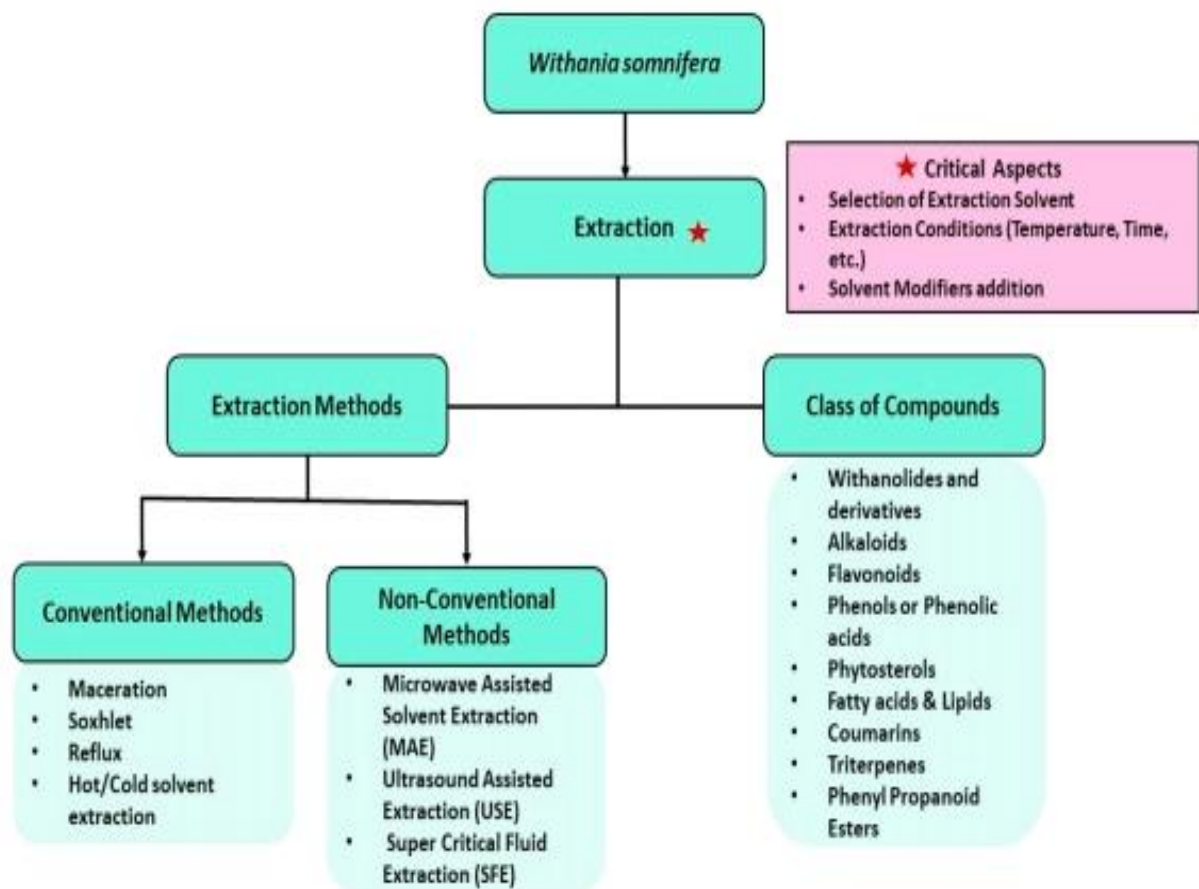 Withania somnifera
Extraction
Critical Aspects
• Selection of Extraction Solvent
• Extraction Conditions (Temperature, Time,
etc.)
• Solvent Modifiers addition
Extraction Methods
Class of Compounds
• Withanolides and
derivatives
• Alkaloids
• Flavonoids
• Phenols or Phenolic
acids
• Phytosterols
• Fatty acids & Lipids
• Coumarins
• Triterpenes
• Phenyl Propanoid
Esters
Conventional Methods
• Maceration
• Soxhlet
• Reflux
• Hot/Cold solvent
extraction
Non-Conventional
Methods
• Microwave Assisted
Solvent Extraction
(MAE)
• Ultrasound Assisted
Extraction (USE)
• Super Critical Fluid
Extraction (SFE)